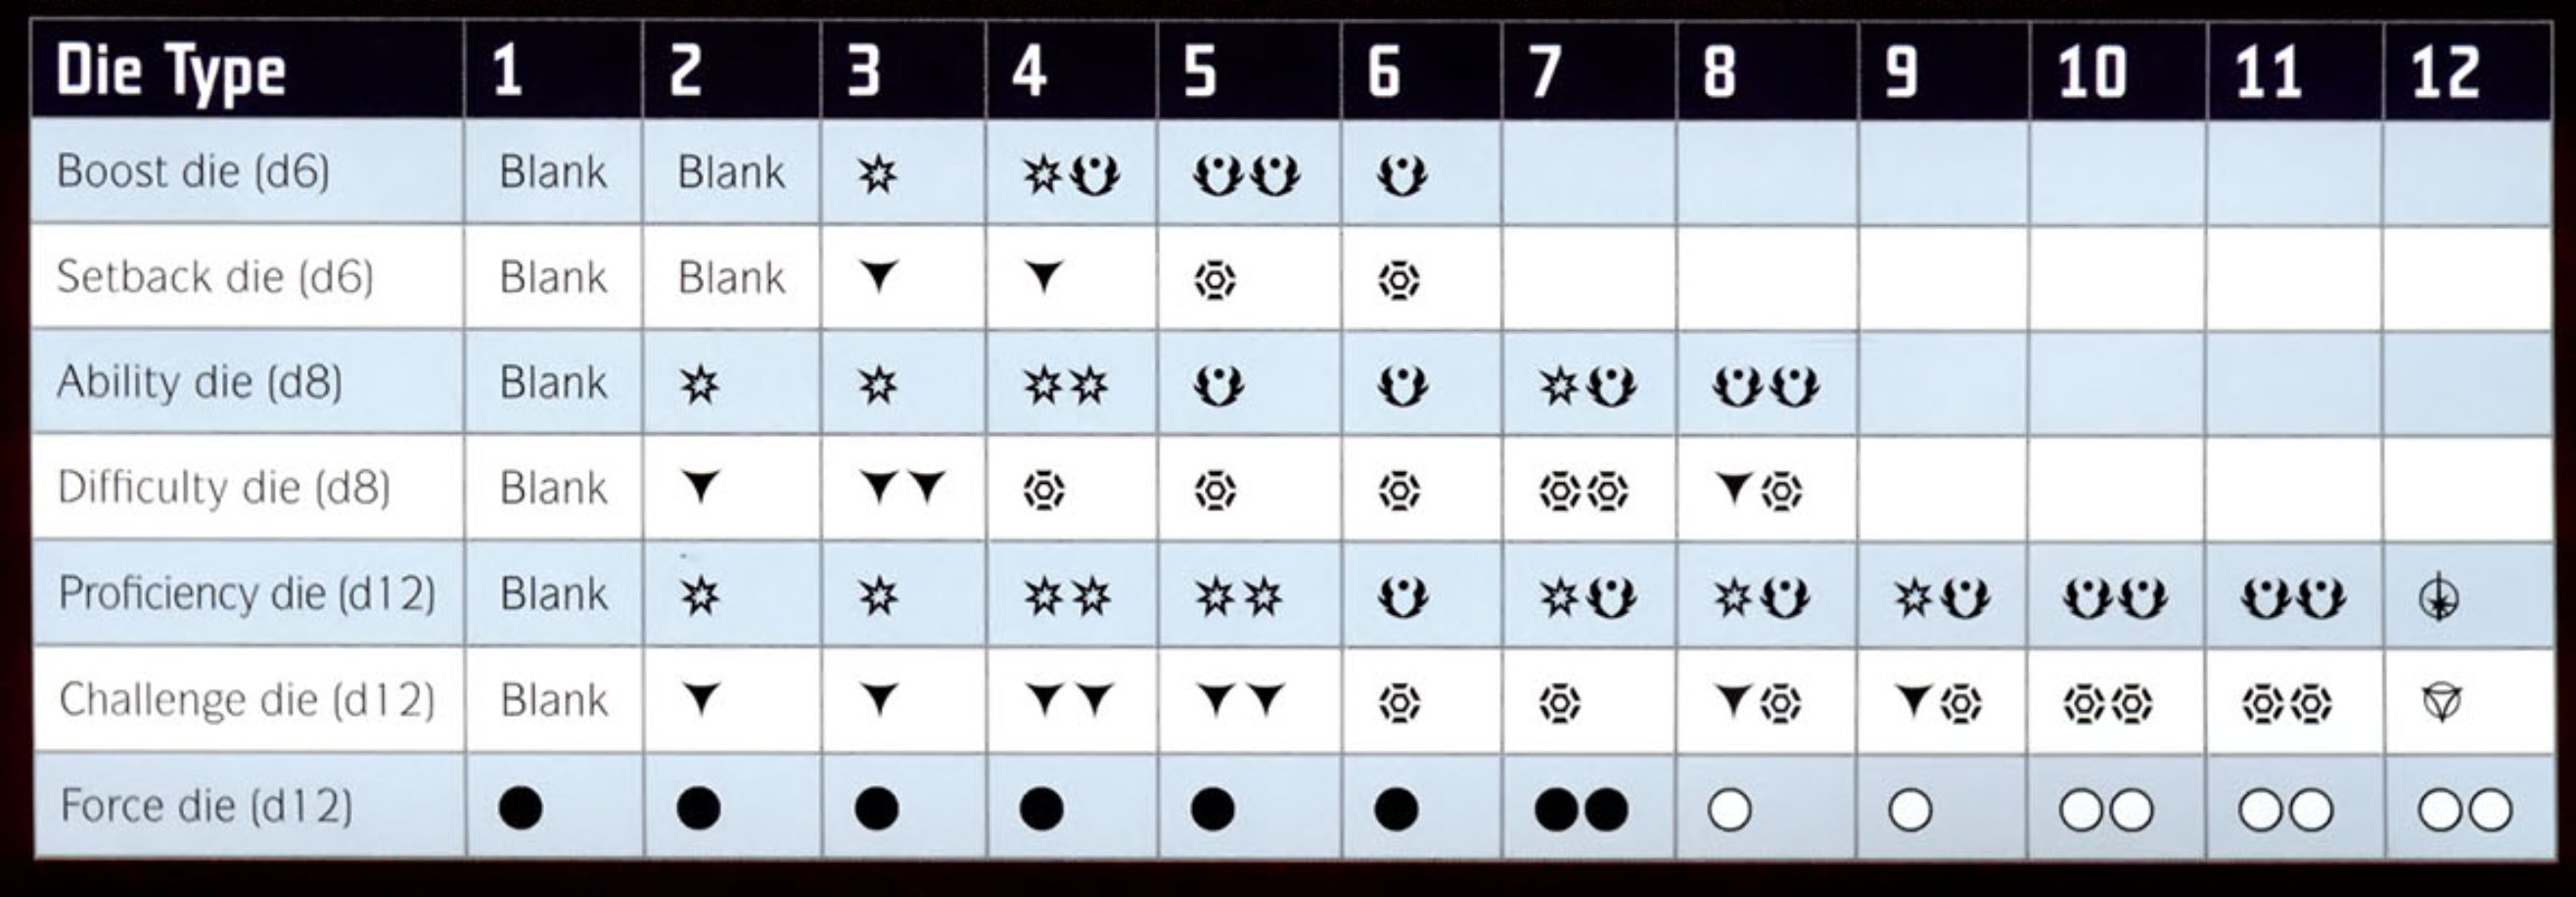 Die Type 1 2 3 4 5 6 7 8 9 10 11 12
Boost die (d6) Blank Blank
Setback die (d6) Blank Blank
Ability die (d8) Blank
Difficulty die (d8) Blank
Proficiency die (d12) Blank
Challenge die (d12) Blank
Force die (d12)